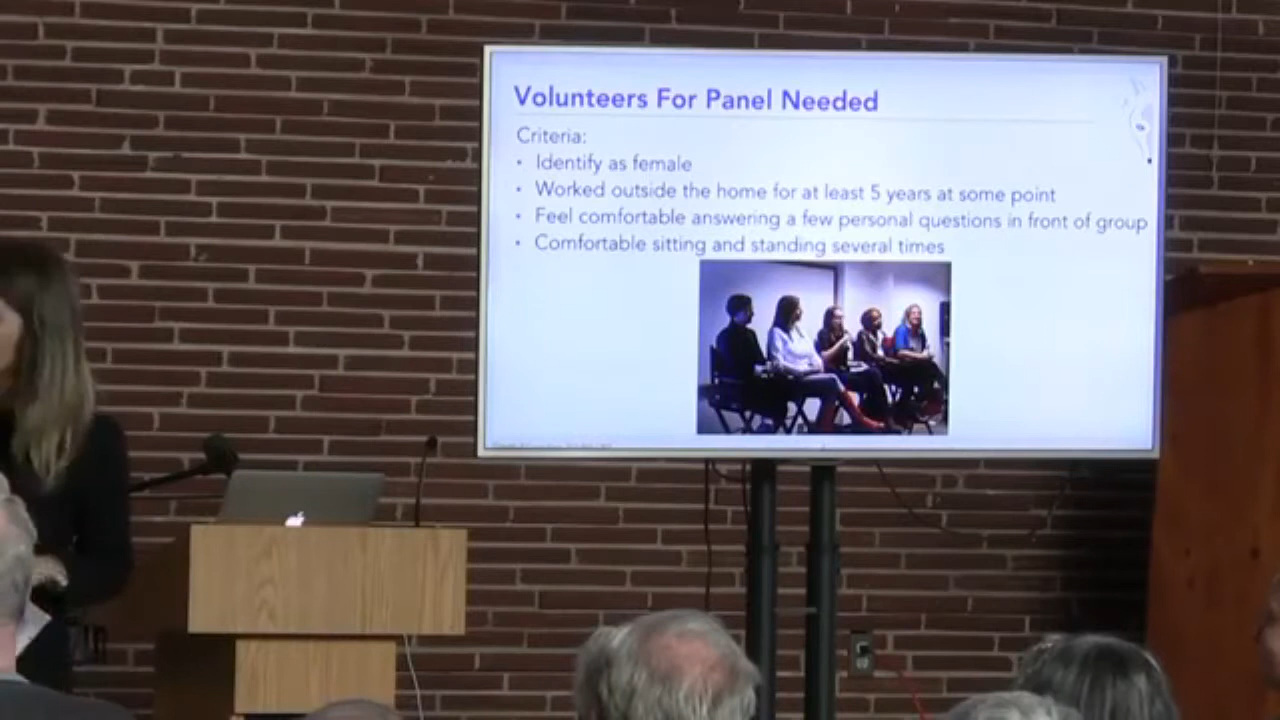 Volunteers For Panel Needed
Criteria:
• Identify as female
• Worked outside the home for at least 5 years at some point
• Feel comfortable answering a few personal questions in front of group
• Comfortable sitting and standing several times